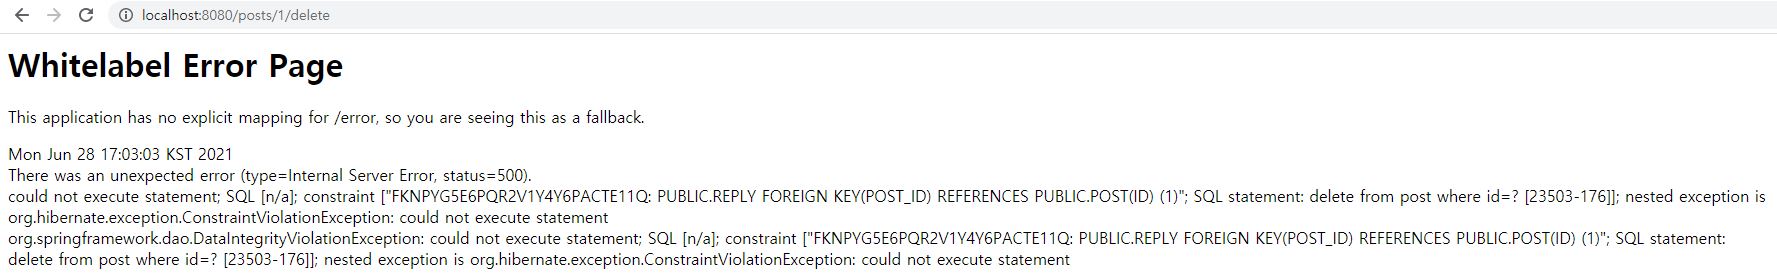 localhost:8080/posts/1/delete
Whitelabel Error Page
This application has no explicit mapping for /error, so you are seeing this as a fallback.
Mon Jun 28 17:03:03 KST 2021
There was an unexpected error (type=Internal Server Error, status=500).
could not execute statement; SQL [n/a]; constraint ["FKNPYG5E6PQR2V1Y4Y6PACTE11Q: PUBLIC.REPLY FOREIGN KEY(POST_ID) REFERENCES PUBLIC.POST(ID) (1)"; SQL statement: delete from post where id=? [23503-176]]; nested exception is
org.hibernate.exception.ConstraintViolationException: could not execute statement
org.springframework.dao.DataIntegrityViolationException: could not execute statement; SQL [n/a]; constraint ["FKNPYG5E6PQR2V1Y4Y6PACTE11Q: PUBLIC.REPLY FOREIGN KEY(POST_ID) REFERENCES PUBLIC.POST(ID) (1)"; SQL statement:
delete from post where id=? [23503-176]]; nested exception is org.hibernate.exception.ConstraintViolationException: could not execute statement